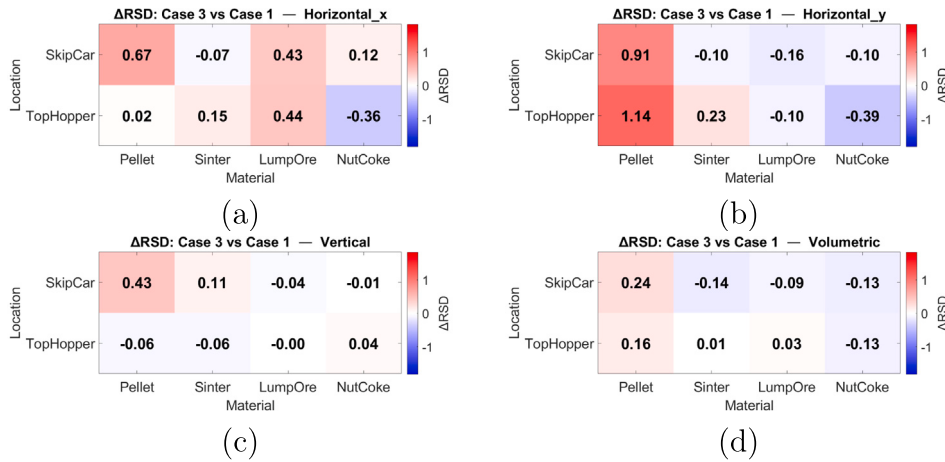 ΔRSD: Case 3 vs Case 1 — Horizontal_x
Location
SkipCar
0.67 -0.07 0.43 0.12
TopHopper
0.02 0.15 0.44 -0.36
Pellet Sinter LumpOre NutCoke
Material
1
0
-1
ΔRSD
(a)
ΔRSD: Case 3 vs Case 1 — Horizontal_y
Location
SkipCar
0.91 -0.10 -0.16 -0.10
TopHopper
1.14 0.23 -0.10 -0.39
Pellet Sinter LumpOre NutCoke
Material
1
0
-1
ΔRSD
(b)
ΔRSD: Case 3 vs Case 1 — Vertical
Location
SkipCar
0.43 0.11 -0.04 -0.01
TopHopper
-0.06 -0.06 -0.00 0.04
Pellet Sinter LumpOre NutCoke
Material
1
0
-1
ΔRSD
(c)
ΔRSD: Case 3 vs Case 1 — Volumetric
Location
SkipCar
0.24 -0.14 -0.09 -0.13
TopHopper
0.16 0.01 0.03 -0.13
Pellet Sinter LumpOre NutCoke
Material
1
0
-1
ΔRSD
(d)